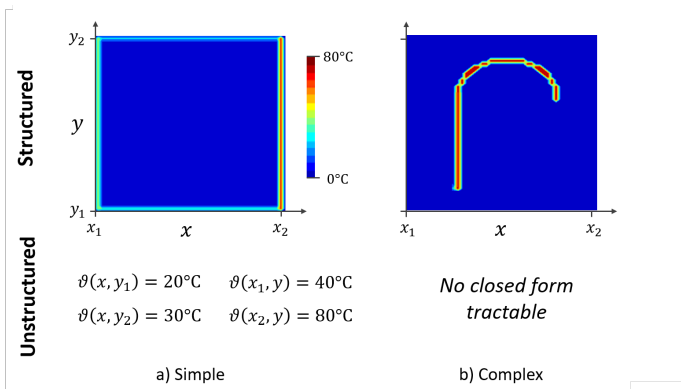 Structured
y₂
y
y₁
x₁
x
x₂
80°C
0°C
x₁
x
x₂
Unstructured
ϑ(x, y₁) = 20°C
ϑ(x₁, y) = 40°C
ϑ(x, y₂) = 30°C
ϑ(x₂, y) = 80°C
No closed form
tractable
a) Simple
b) Complex